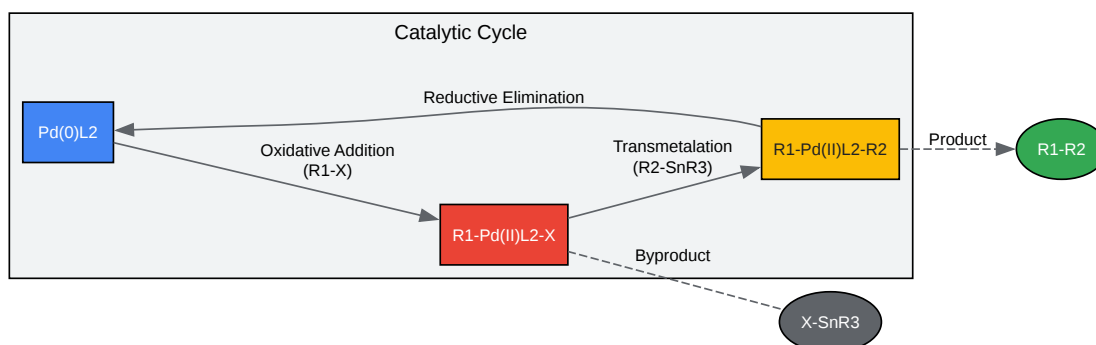 Catalytic Cycle
Reductive Elimination
Pd(0)L2
Oxidative Addition
(R1-X)
Transmetalation
(R2-SnR3)
R1-Pd(II)L2-R2
Product
R1-R2
R1-Pd(II)L2-X
Byproduct
X-SnR3